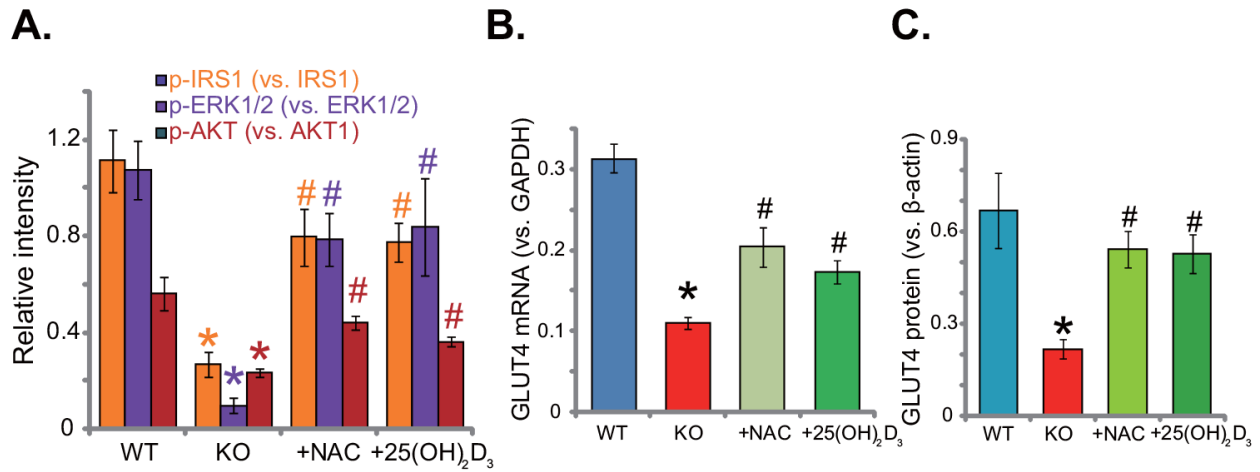 A.
p-IRS1 (vs. IRS1)
p-ERK1/2 (vs. ERK1/2)
p-AKT (vs. AKT1)
Relative intensity
1.2
0.8
0.4
0
# # # # # #
* * *
WT KO +NAC +25(OH)₂D₃
B.
GLUT4 mRNA (vs. GAPDH)
0.3
0.2
0.1
0
* # #
WT KO +NAC +25(OH)₂D₃
C.
GLUT4 protein (vs. β-actin)
0.9
0.6
0.3
0
* # #
WT KO +NAC +25(OH)₂D₃